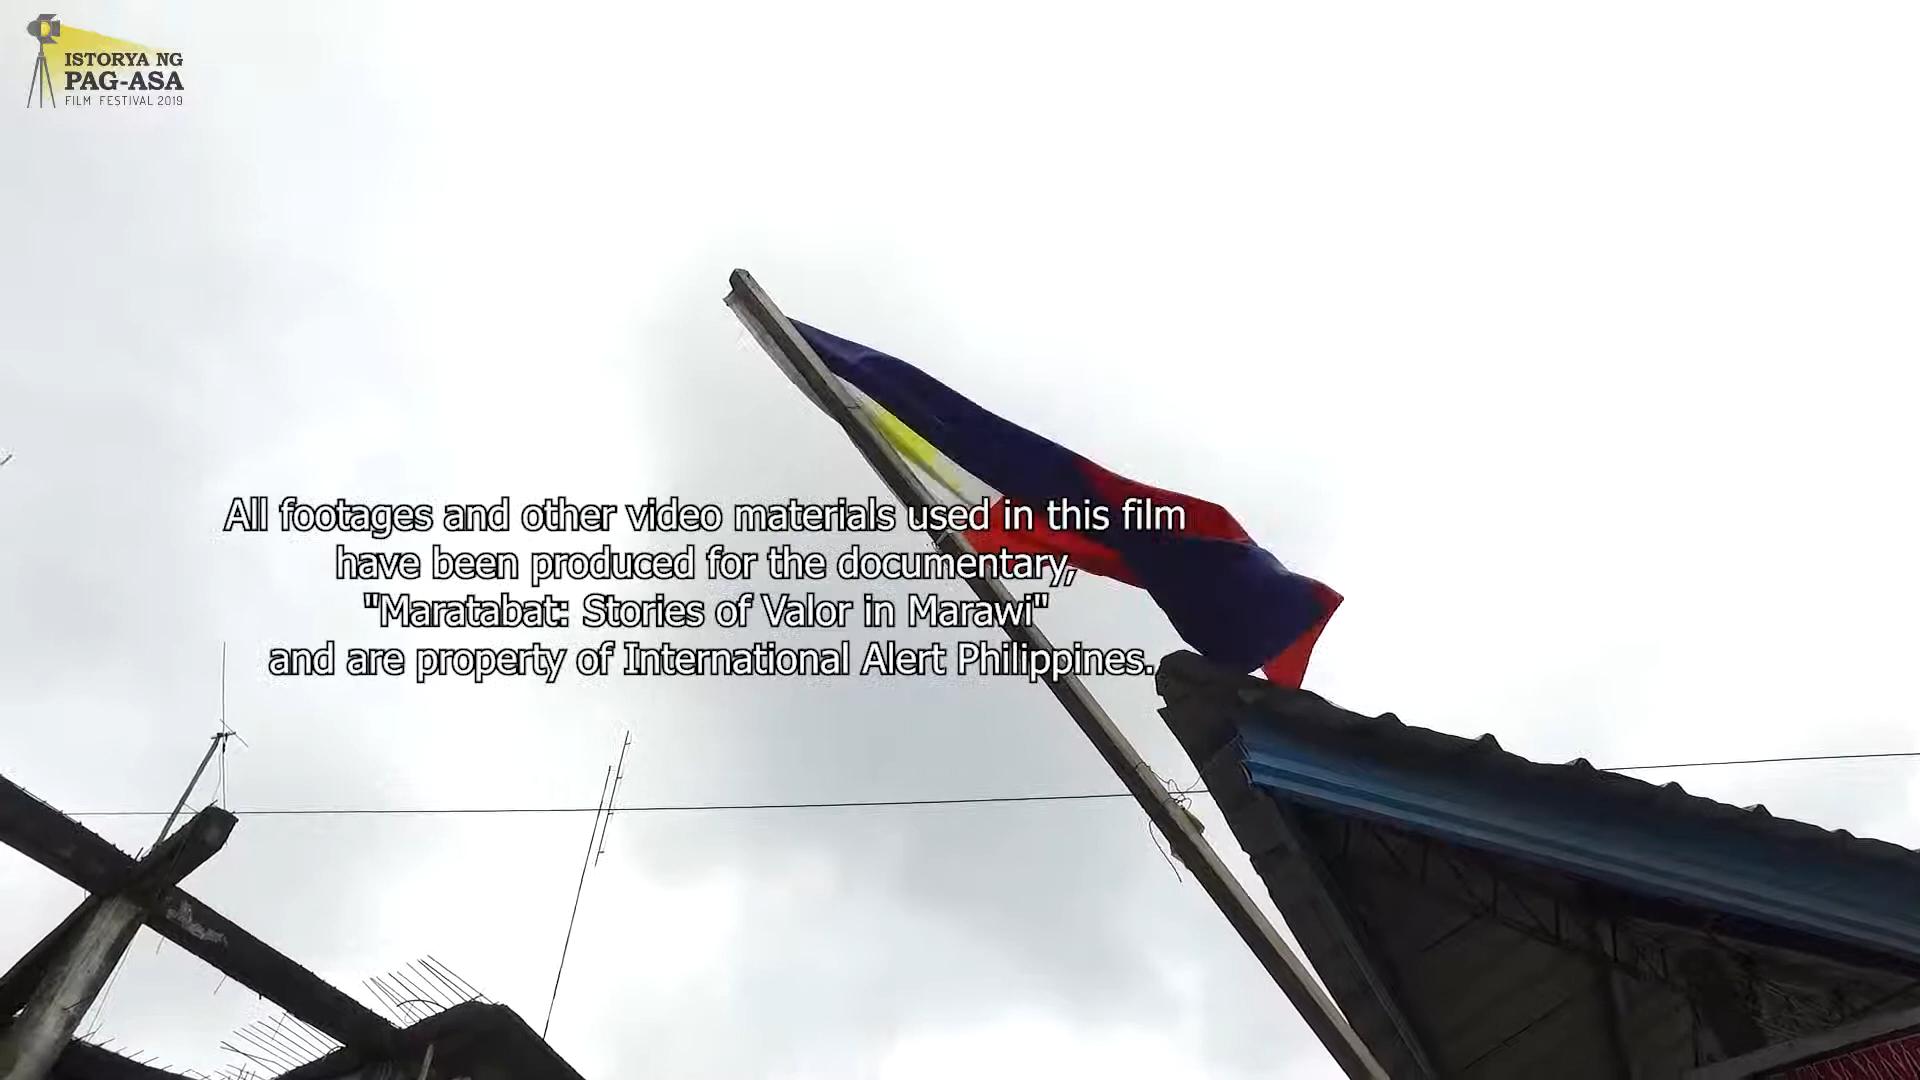 ISTORYA NG
PAG-ASA
FILM FESTIVAL 2019
All footages and other video materials used in this film
have been produced for the documentary,
"Maratabat: Stories of Valor in Marawi"
and are property of International Alert Philippines.